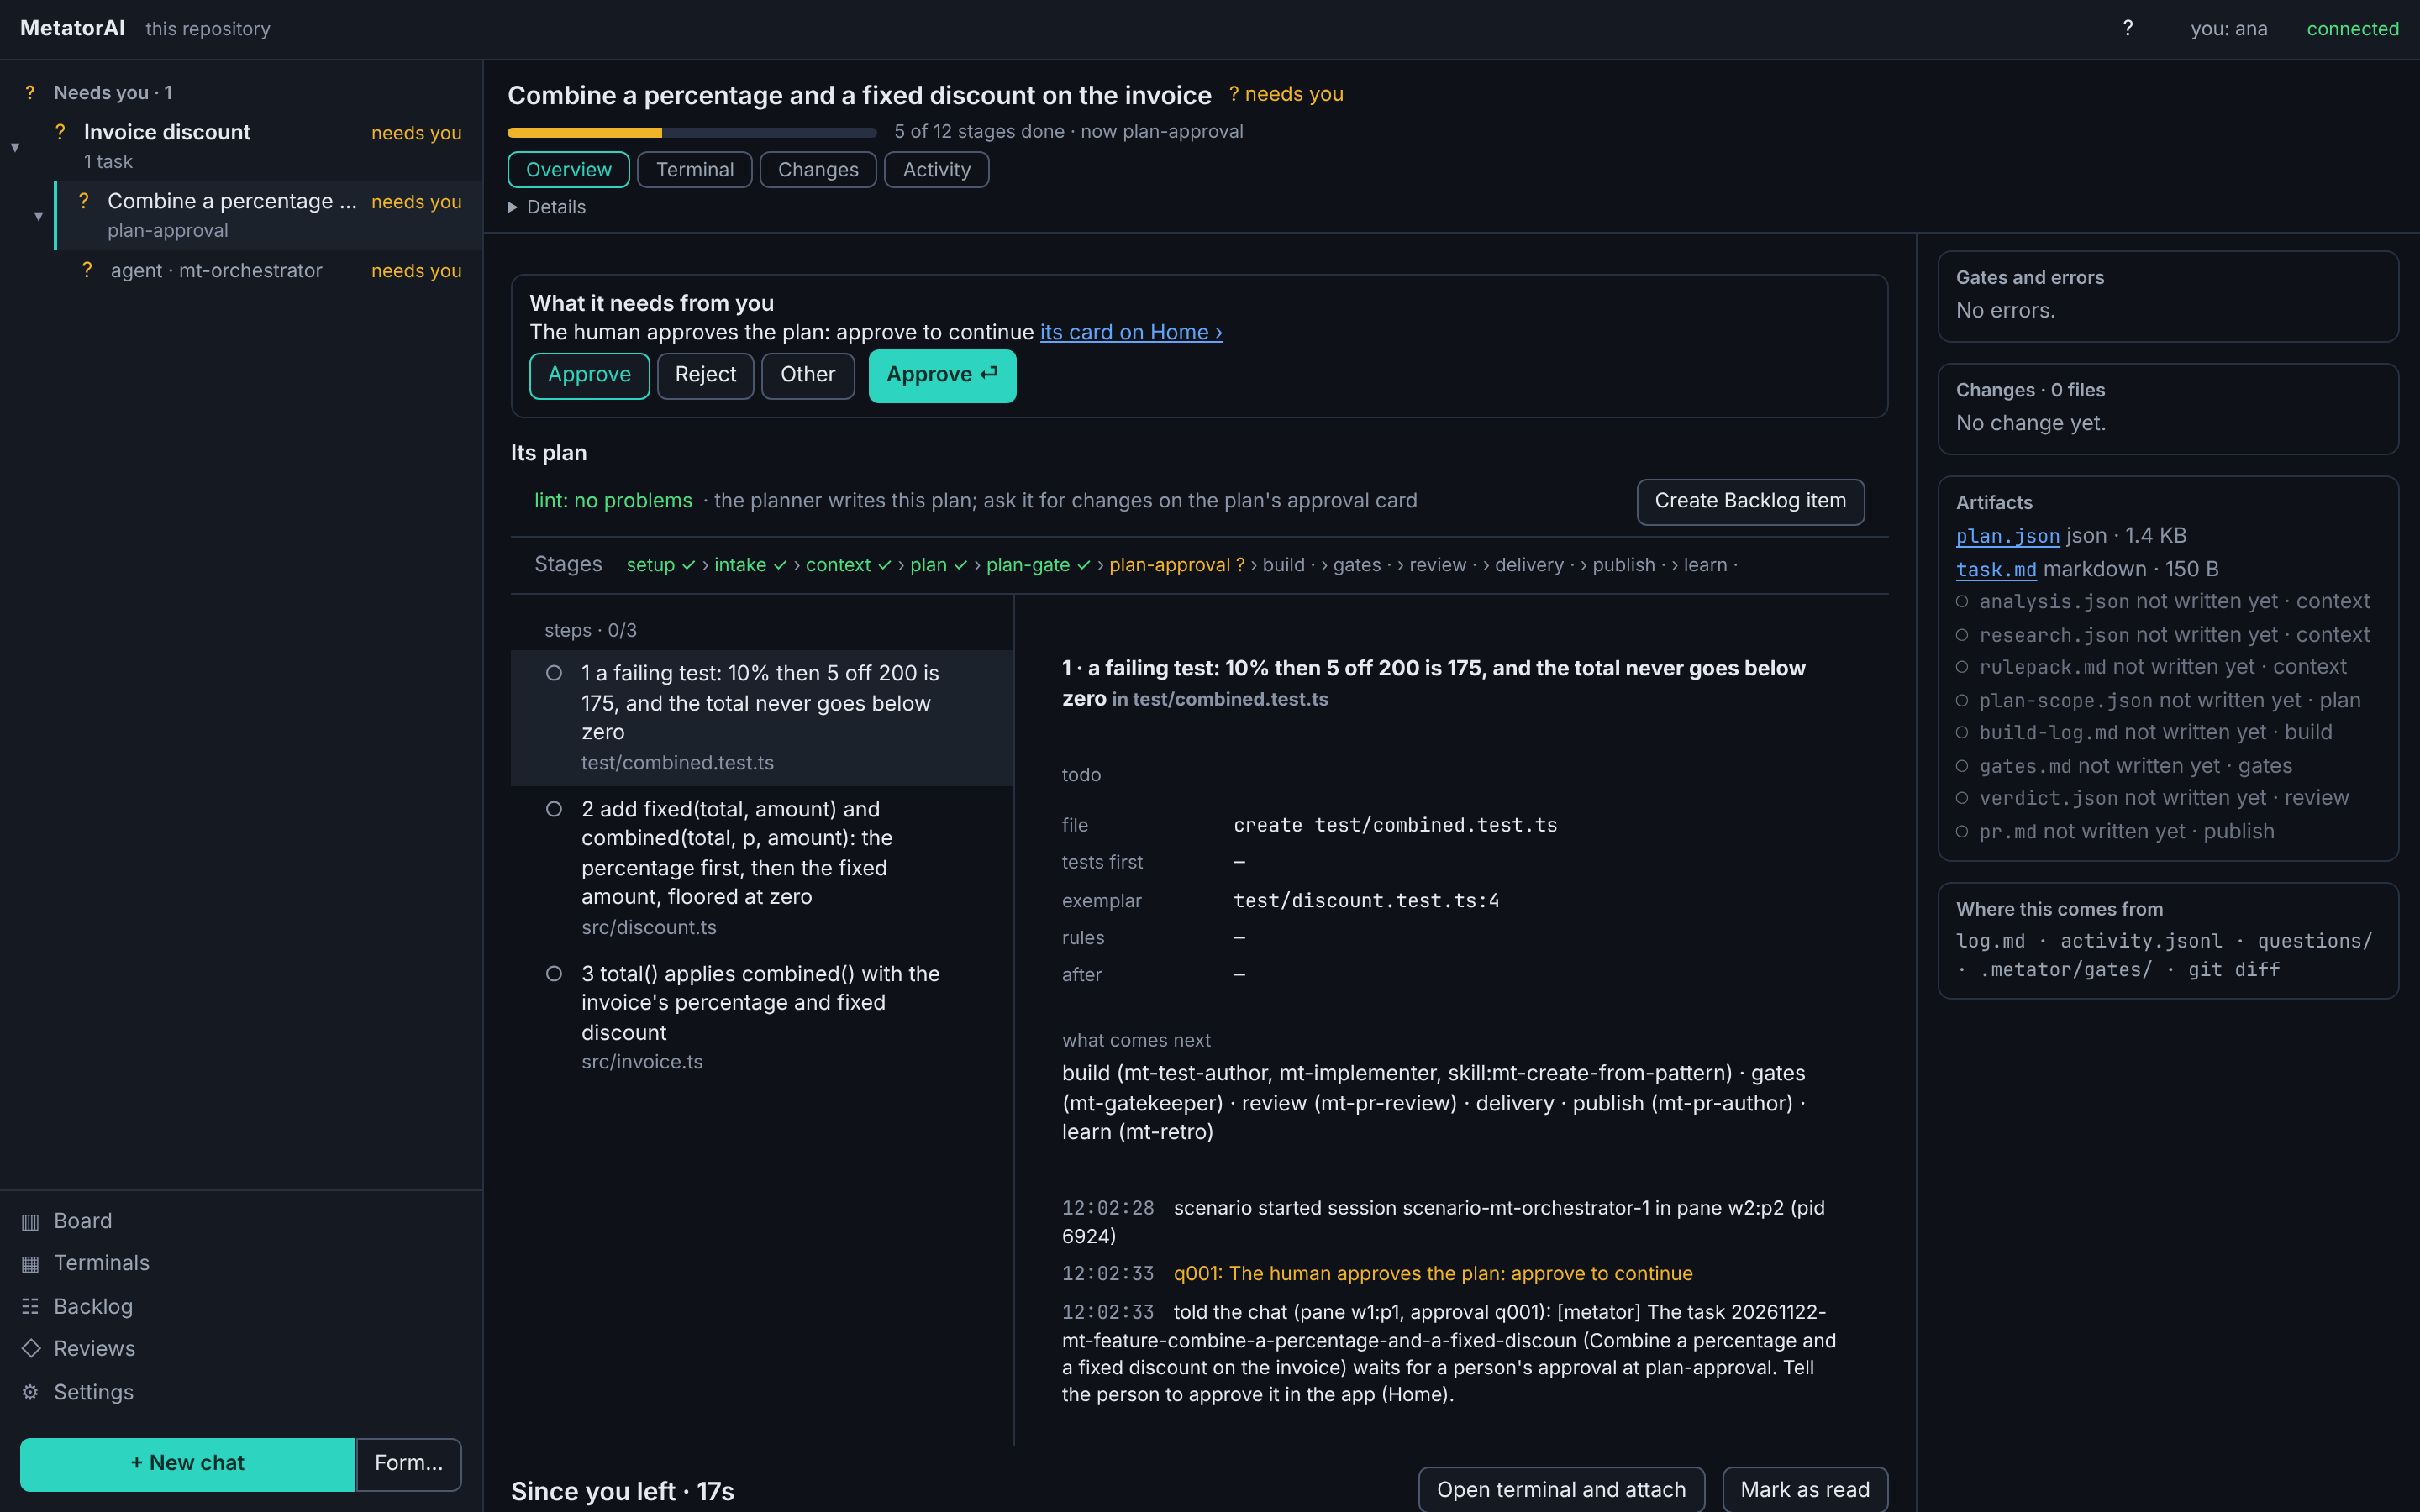 MetatorAI this repository
? you: ana connected
? Needs you · 1
▼ ? Invoice discount needs you
1 task
▼ ? Combine a percentage ... needs you
plan-approval
? agent · mt-orchestrator needs you
Board
Terminals
Backlog
Reviews
Settings
+ New chat Form...
Combine a percentage and a fixed discount on the invoice ? needs you
5 of 12 stages done · now plan-approval
Overview Terminal Changes Activity
▶ Details
What it needs from you
The human approves the plan: approve to continue its card on Home ›
Approve Reject Other Approve ⏎
Its plan
lint: no problems · the planner writes this plan; ask it for changes on the plan's approval card Create Backlog item
Stages setup ✓ › intake ✓ › context ✓ › plan ✓ › plan-gate ✓ › plan-approval ? › build · › gates · › review · › delivery · › publish · › learn ·
steps · 0/3
1 a failing test: 10% then 5 off 200 is
175, and the total never goes below
zero
test/combined.test.ts
2 add fixed(total, amount) and
combined(total, p, amount): the
percentage first, then the fixed
amount, floored at zero
src/discount.ts
3 total() applies combined() with the
invoice's percentage and fixed
discount
src/invoice.ts
1 · a failing test: 10% then 5 off 200 is 175, and the total never goes below
zero in test/combined.test.ts
todo
file create test/combined.test.ts
tests first —
exemplar test/discount.test.ts:4
rules —
after —
what comes next
build (mt-test-author, mt-implementer, skill:mt-create-from-pattern) · gates
(mt-gatekeeper) · review (mt-pr-review) · delivery · publish (mt-pr-author) ·
learn (mt-retro)
12:02:28 scenario started session scenario-mt-orchestrator-1 in pane w2:p2 (pid
6924)
12:02:33 q001: The human approves the plan: approve to continue
12:02:33 told the chat (pane w1:p1, approval q001): [metator] The task 20261122-
mt-feature-combine-a-percentage-and-a-fixed-discoun (Combine a percentage and
a fixed discount on the invoice) waits for a person's approval at plan-approval. Tell
the person to approve it in the app (Home).
Since you left · 17s Open terminal and attach Mark as read
Gates and errors
No errors.
Changes · 0 files
No change yet.
Artifacts
plan.json json · 1.4 KB
task.md markdown · 150 B
analysis.json not written yet · context
research.json not written yet · context
rulepack.md not written yet · context
plan-scope.json not written yet · plan
build-log.md not written yet · build
gates.md not written yet · gates
verdict.json not written yet · review
pr.md not written yet · publish
Where this comes from
log.md · activity.jsonl · questions/
· .metator/gates/ · git diff